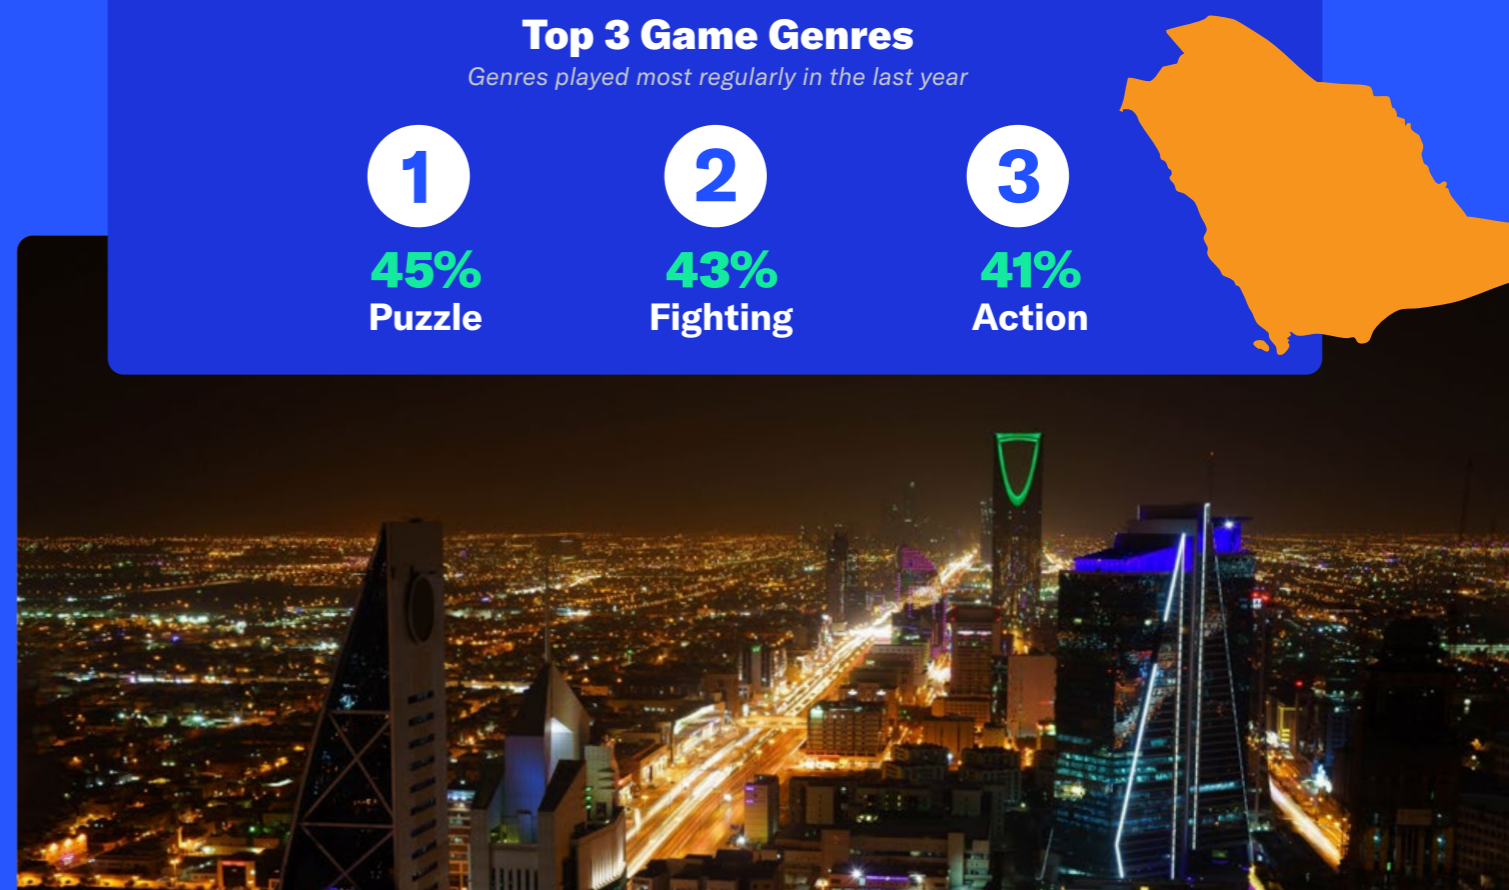 Top 3 Game Genres
Genres played most regularly in the last year
1 2 3
45% 43% 41%
Puzzle Fighting Action